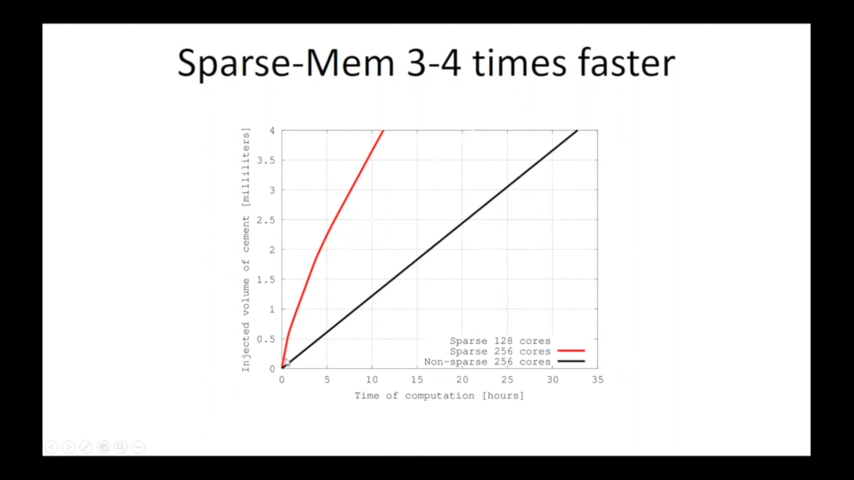 Sparse-Mem 3-4 times faster
Injected volume of cement [milliliters]
4
3.5
3
2.5
2
1.5
1
0.5
0
Sparse 128 cores
Sparse 256 cores
Non-sparse 256 cores
0 5 10 15 20 25 30 35
Time of computation [hours]